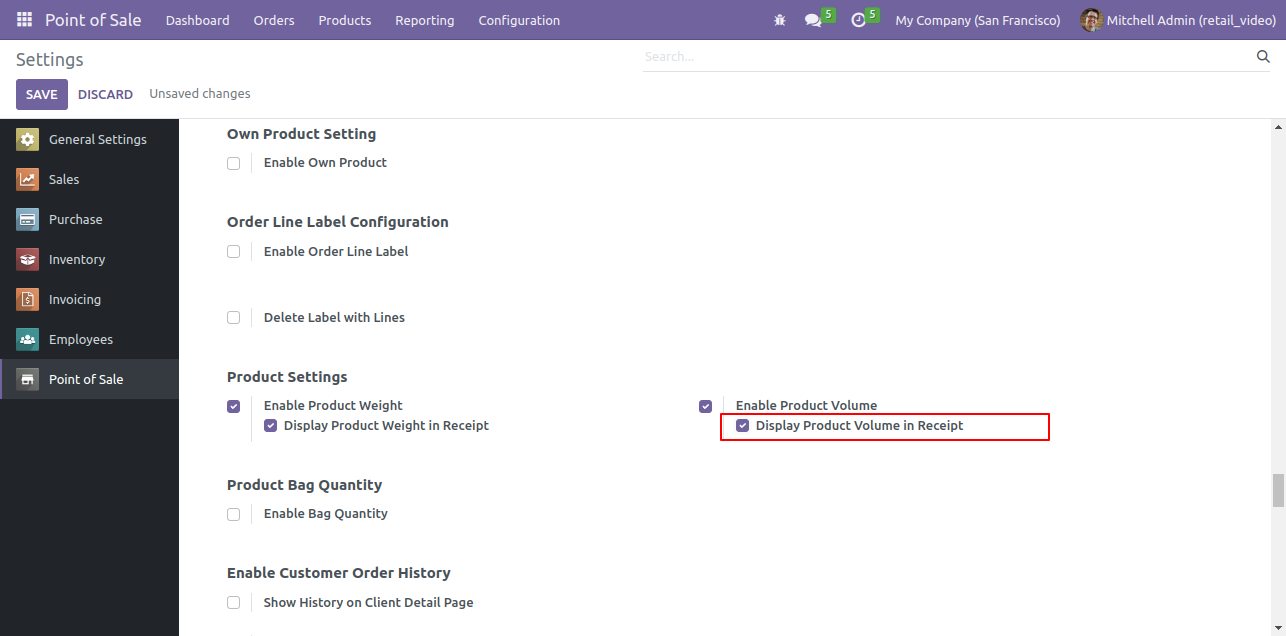 Point of Sale Dashboard Orders Products Reporting Configuration 5 5 My Company (San Francisco) Mitchell Admin (retail_video)
Settings
Search...
SAVE DISCARD Unsaved changes
General Settings
Sales
Purchase
Inventory
Invoicing
Employees
Point of Sale
Own Product Setting
Enable Own Product
Order Line Label Configuration
Enable Order Line Label
Delete Label with Lines
Product Settings
Enable Product Weight
Display Product Weight in Receipt
Enable Product Volume
Display Product Volume in Receipt
Product Bag Quantity
Enable Bag Quantity
Enable Customer Order History
Show History on Client Detail Page